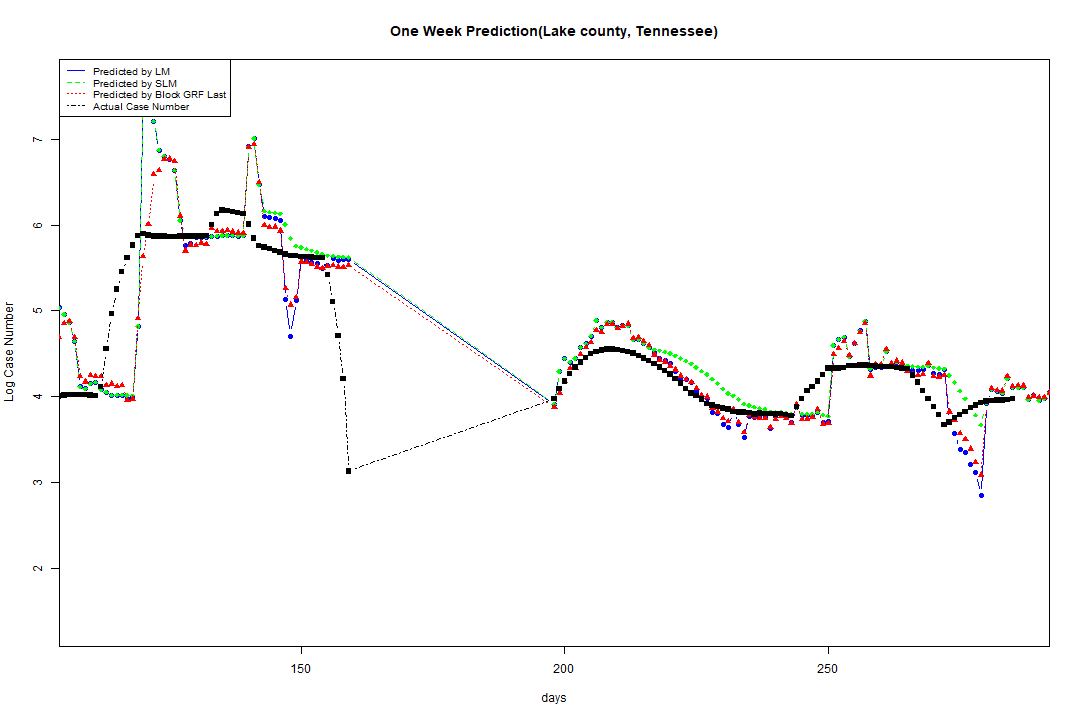 One Week Prediction(Lake county, Tennessee)
Predicted by LM
Predicted by SLM
Predicted by Block GRF Last
Actual Case Number
7
6
5
4
3
2
Log Case Number
150
200
250
days